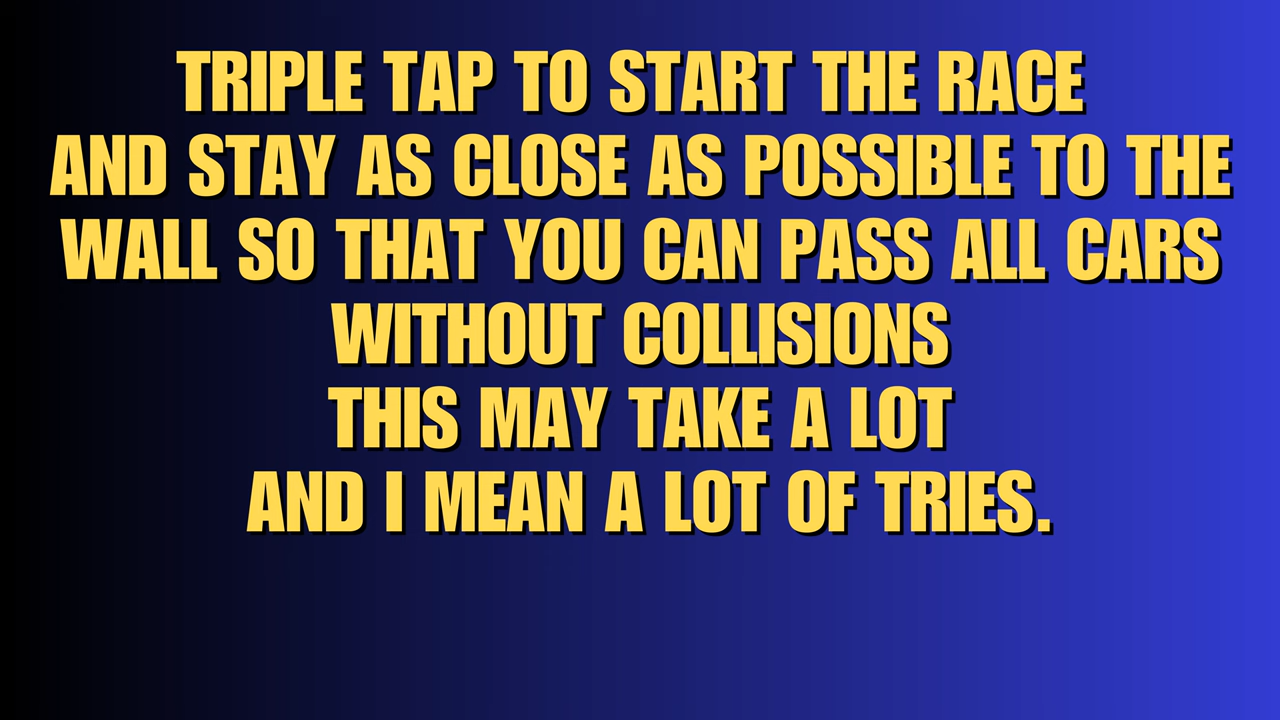 TRIPLE TAP TO START THE RACE
AND STAY AS CLOSE AS POSSIBLE TO THE
WALL SO THAT YOU CAN PASS ALL CARS
WITHOUT COLLISIONS
THIS MAY TAKE A LOT
AND I MEAN A LOT OF TRIES.